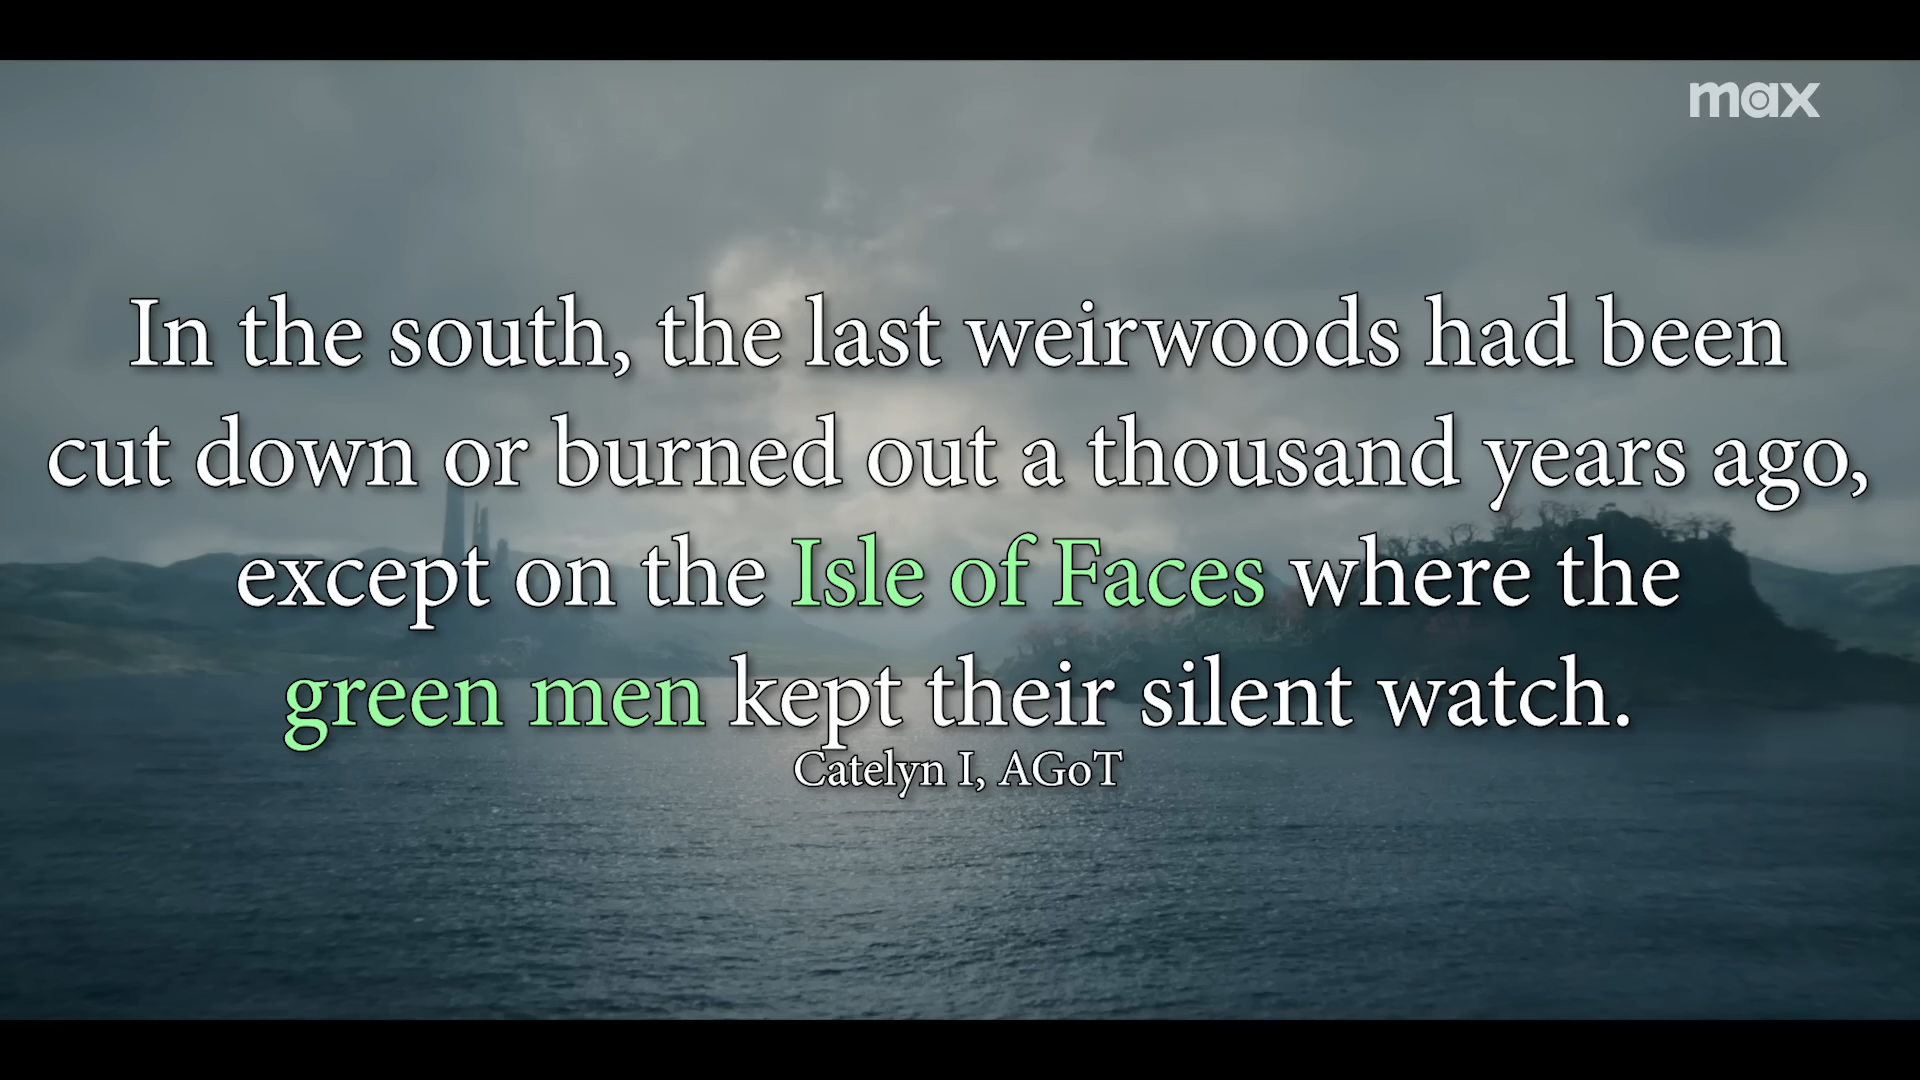 max
In the south, the last weirwoods had been
cut down or burned out a thousand years ago,
except on the Isle of Faces where the
green men kept their silent watch.
Catelyn I, AGoT